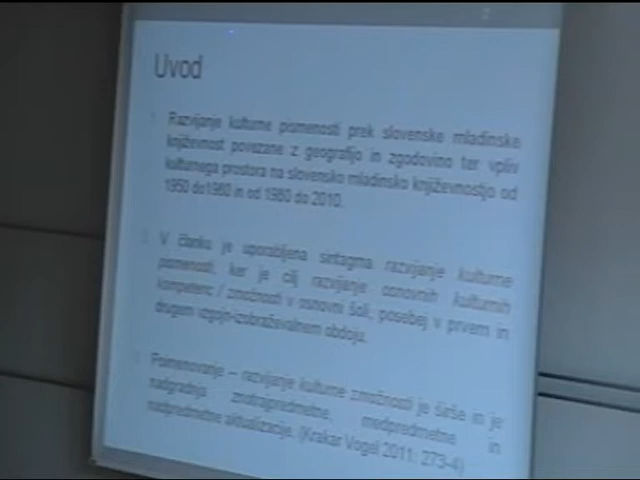 Uvod
Razvijanje kulturne pismenosti prek slovenske mladinske
književnost povezane z geografijo in zgodovino ter vpliv
kulturnega prostora na slovensko mladinsko književnostjo od
1950 do1980 in od 1980 do 2010.
V članku je uporabljena sintagma razvijanje kulturne
pismenosti, ker je cilj razvijanje osnovnih kulturnih
kompetenc / zmožnosti v osnovni šoli, posebej v prvem in
drugem vzgojn-izobraževalnem obdoju.
Poimenovanje – razvijanje kulturne zmožnosti je širše in je
nadgradnja znotrajpredmetne, medpredmetne in
nadpredmetne aktualizacije. (Krakar Vogel 2011: 273-4)